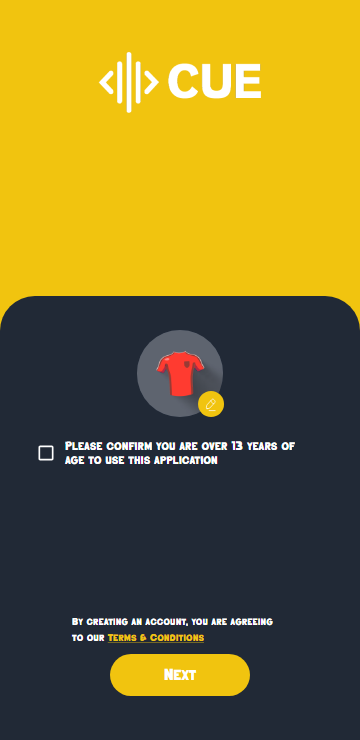 CUE
Please confirm you are over 13 years of
age to use this application
By creating an account, you are agreeing
to our Terms & Conditions
Next